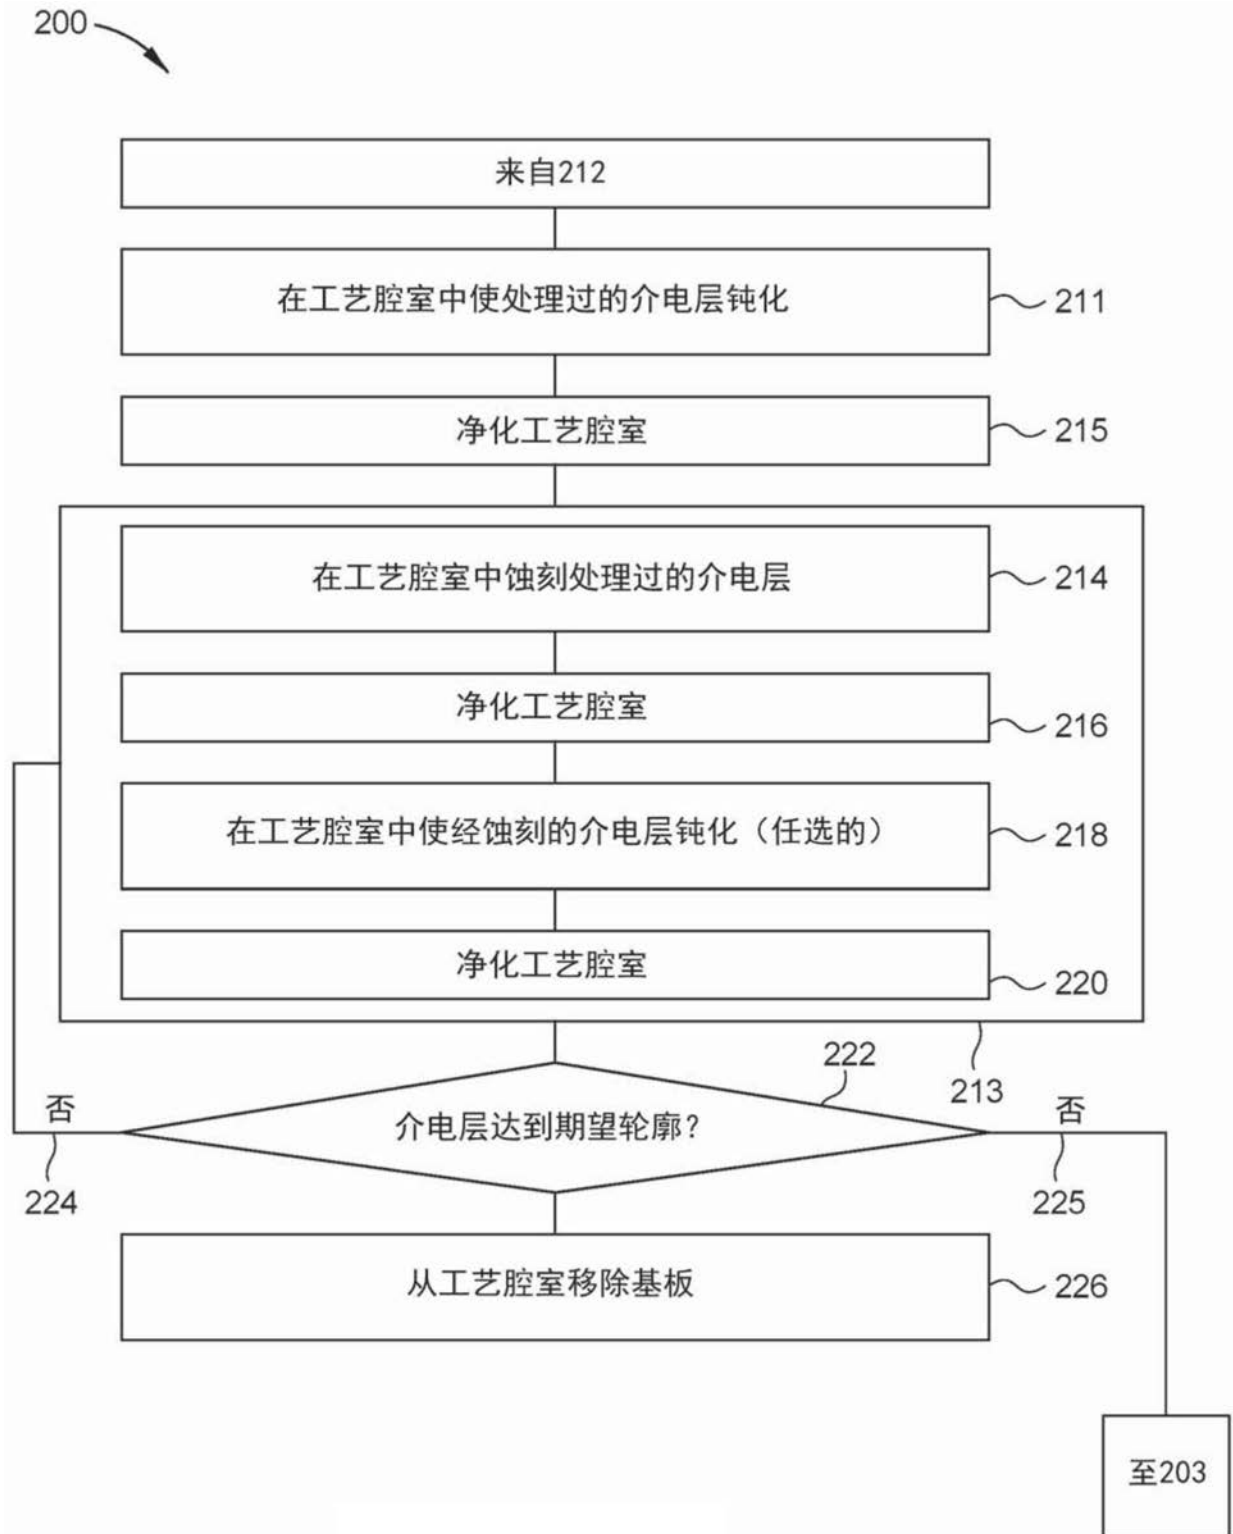 200
来自212
在工艺腔室中使处理过的介电层钝化
211
净化工艺腔室
215
在工艺腔室中蚀刻处理过的介电层
214
净化工艺腔室
216
在工艺腔室中使经蚀刻的介电层钝化（任选的）
218
净化工艺腔室
220
213
222
介电层达到期望轮廓？
否
224
否
225
从工艺腔室移除基板
226
至203